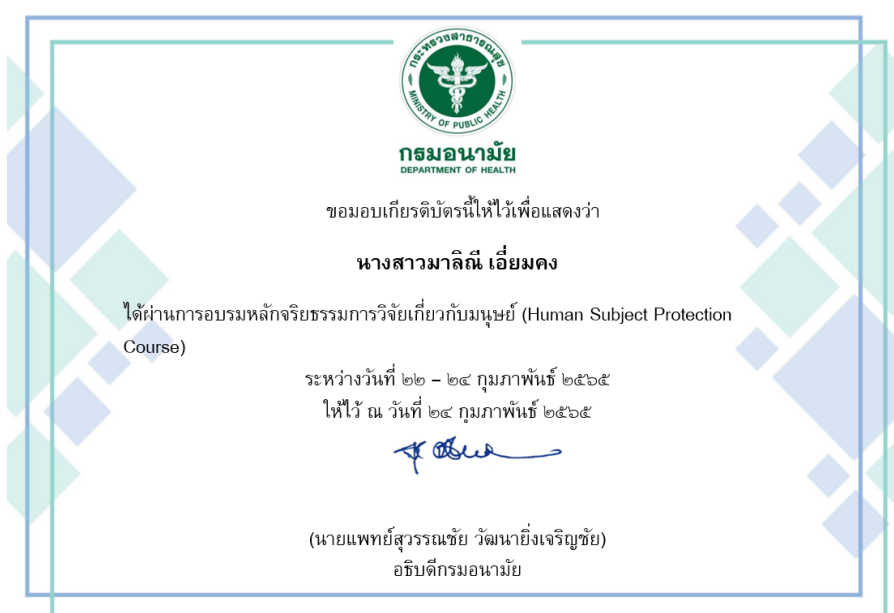 กระทรวงสาธารณสุข
MINISTRY OF PUBLIC HEALTH
กรมอนามัย
DEPARTMENT OF HEALTH
ขอมอบเกียรติบัตรนี้ให้ไว้เพื่อแสดงว่า
นางสาวมาลิณี เอี่ยมคง
ได้ผ่านการอบรมหลักจริยธรรมการวิจัยเกี่ยวกับมนุษย์ (Human Subject Protection
Course)
ระหว่างวันที่ ๒๒ – ๒๔ กุมภาพันธ์ ๒๕๖๕
ให้ไว้ ณ วันที่ ๒๔ กุมภาพันธ์ ๒๕๖๕
(นายแพทย์สุวรรณชัย วัฒนายิ่งเจริญชัย)
อธิบดีกรมอนามัย